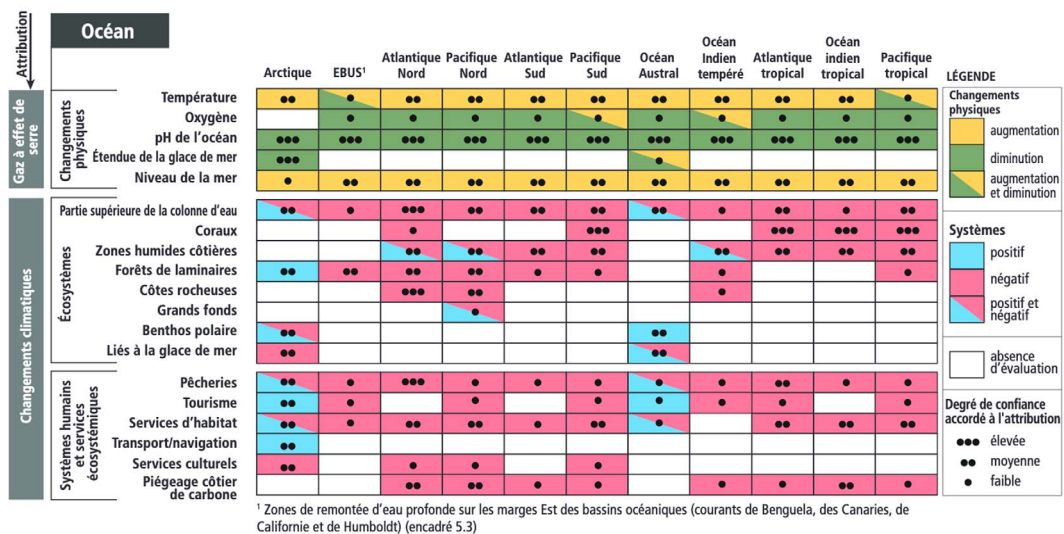 Attribution
Océan
Arctique
EBUS¹
Atlantique Nord
Pacifique Nord
Atlantique Sud
Pacifique Sud
Océan Austral
Océan Indien tempéré
Atlantique tropical
Océan indien tropical
Pacifique tropical
Gaz à effet de serre
Changements physiques
Température
Oxygène
pH de l'océan
Étendue de la glace de mer
Niveau de la mer
Changements climatiques
Écosystèmes
Partie supérieure de la colonne d'eau
Coraux
Zones humides côtières
Forêts de laminaires
Côtes rocheuses
Grands fonds
Benthos polaire
Liés à la glace de mer
Systèmes humains et services écosystémiques
Pêcheries
Tourisme
Services d'habitat
Transport/navigation
Services culturels
Piégeage côtier de carbone
LÉGENDE
Changements physiques
augmentation
diminution
augmentation et diminution
Systèmes
positif
négatif
positif et négatif
absence d'évaluation
Degré de confiance accordé à l'attribution
élevée
moyenne
faible
¹ Zones de remontée d'eau profonde sur les marges Est des bassins océaniques (courants de Benguela, des Canaries, de
Californie et de Humboldt) (encadré 5.3)